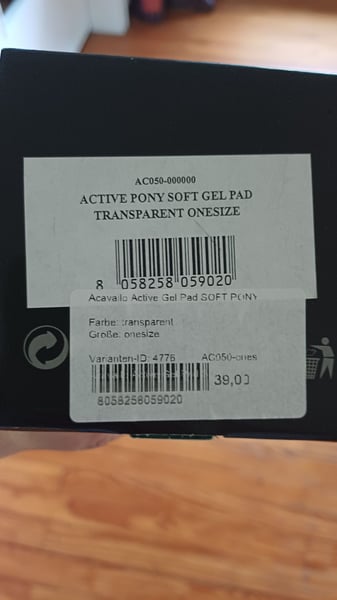 AC050-000000
ACTIVE PONY SOFT GEL PAD
TRANSPARENT ONESIZE
8 058258 059020
Acavallo Active Gel Pad SOFT PONY
Farbe: transparent
Größe: onesize
Varianten-ID: 4776 AC050-ones
39,00
8058258059020